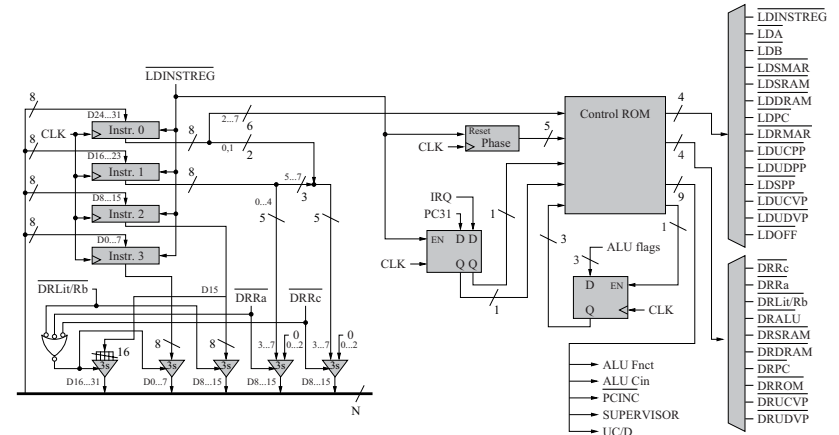 LDINSTREG
LDINSTREG
LDA
LDB
LDSMAR
LDSRAM
LDDRAM
LDPC
LDRMAR
LDUCPP
LDUDPP
LDSPP
LDUCVP
LDUDVP
LDOFF
8
D24...31
CLK
Instr. 0
8
8
D16...23
Instr. 1
8
8
D8...15
Instr. 2
8
D0...7
Instr. 3
2...7
6
0,1
2
5...7
3
0...4
5
5
Reset
Phase
CLK
5
Control ROM
4
4
9
1
IRQ
PC31
1
EN
D
D
Q
Q
CLK
1
3
ALU flags
3
D
EN
Q
CLK
DRLit/Rb
D15
DRRa
DRRc
16
8
8
3...7
0
0...2
3...7
0
0...2
3s
3s
3s
3s
3s
D16...31
D0...7
D8...15
D8...15
D8...15
N
ALU Fnct
ALU Cin
PCINC
SUPERVISOR
UC/D
DRRc
DRRa
DRLit/Rb
DRALU
DRSRAM
DRDRAM
DRPC
DRROM
DRUCVP
DRUDVP